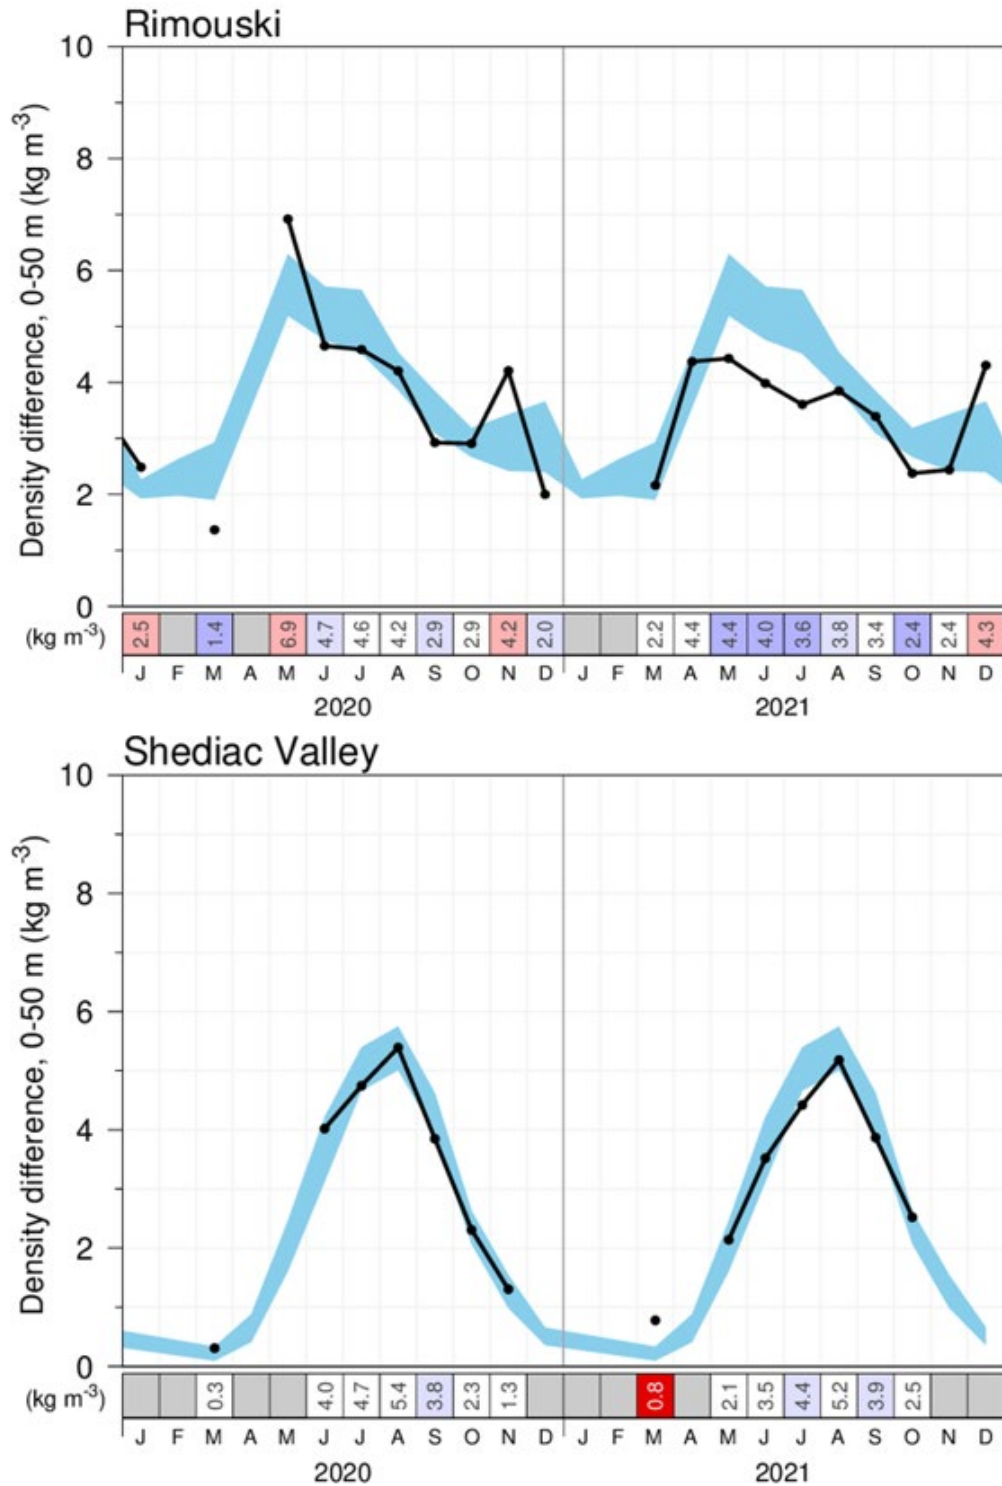 Rimouski
10
8
6
4
2
0
Density difference, 0-50 m (kg m⁻³)
(kg m⁻³) 2.5 1.4 6.9 4.7 4.6 4.2 2.9 2.9 4.2 2.0 2.2 4.4 4.4 4.0 3.6 3.8 3.4 2.4 2.4 4.3
J F M A M J J A S O N D J F M A M J J A S O N D
2020 2021
Shediac Valley
10
8
6
4
2
0
Density difference, 0-50 m (kg m⁻³)
(kg m⁻³) 0.3 4.0 4.7 5.4 3.8 2.3 1.3 0.8 2.1 3.5 4.4 5.2 3.9 2.5
J F M A M J J A S O N D J F M A M J J A S O N D
2020 2021